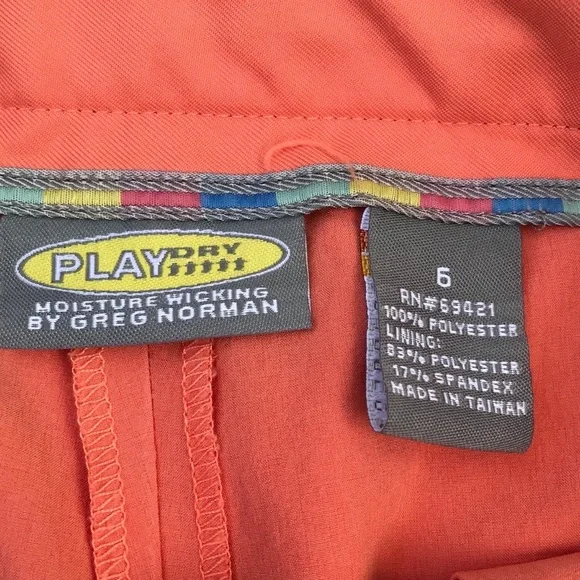 PLAYDRY
MOISTURE WICKING
BY GREG NORMAN
6
RN#69421
100% POLYESTER
LINING:
83% POLYESTER
17% SPANDEX
MADE IN TAIWAN